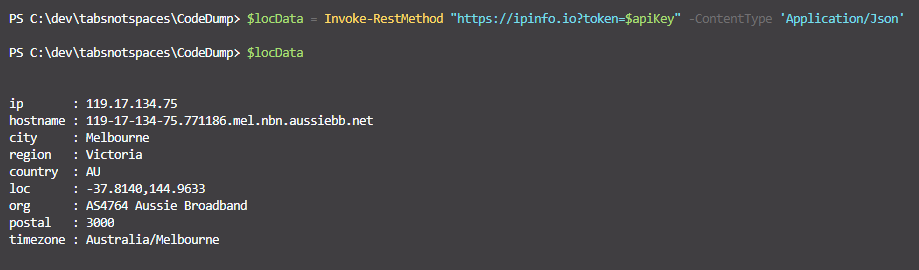 PS C:\dev\tabsnotspaces\CodeDump> $locData = Invoke-RestMethod "https://ipinfo.io?token=$apiKey" -ContentType 'Application/Json'
PS C:\dev\tabsnotspaces\CodeDump> $locData
ip : 119.17.134.75
hostname : 119-17-134-75.771186.mel.nbn.aussiebb.net
city : Melbourne
region : Victoria
country : AU
loc : -37.8140,144.9633
org : AS4764 Aussie Broadband
postal : 3000
timezone : Australia/Melbourne